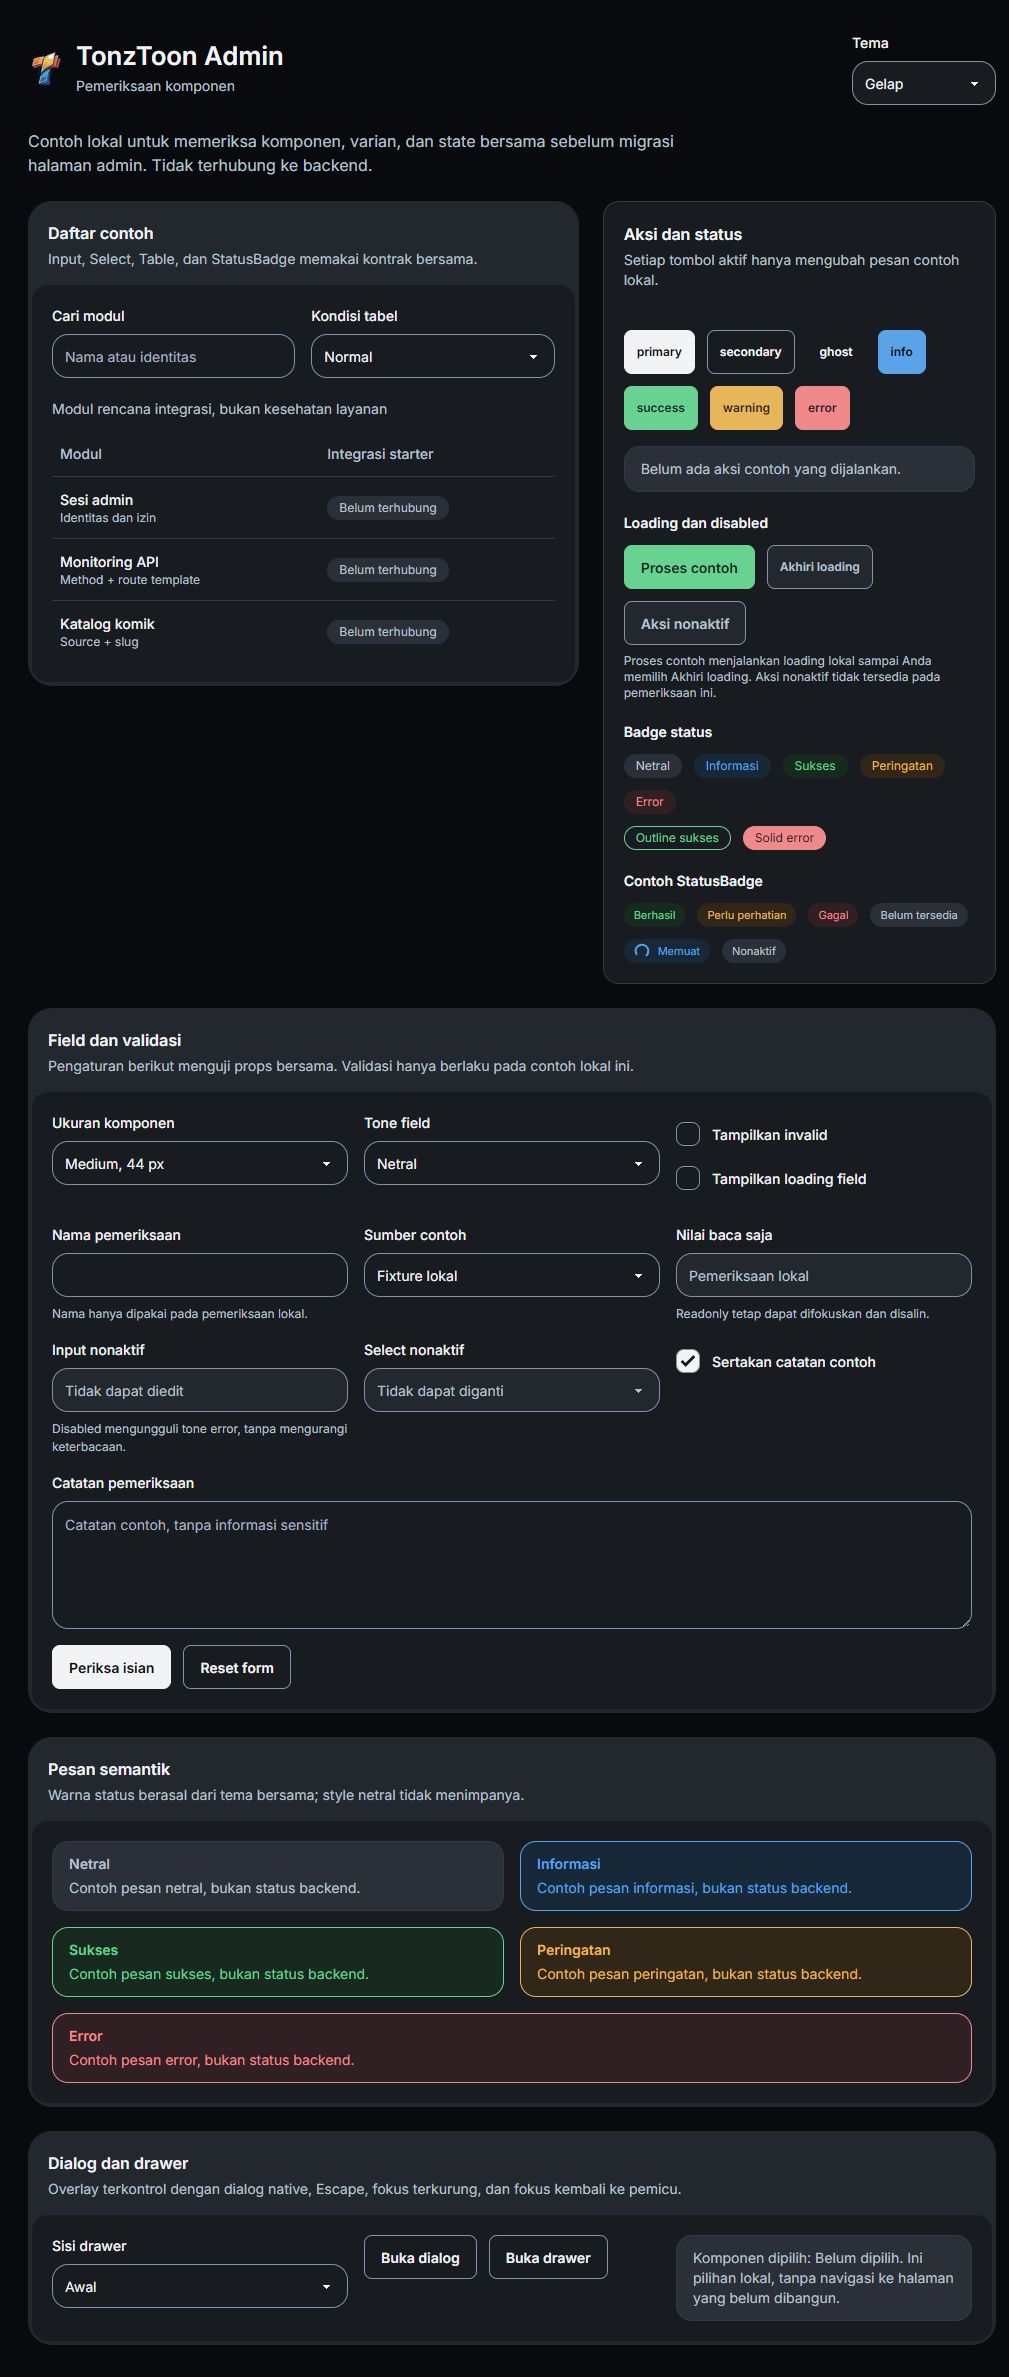 TonzToon Admin
Pemeriksaan komponen
Tema
Gelap
Contoh lokal untuk memeriksa komponen, varian, dan state bersama sebelum migrasi
halaman admin. Tidak terhubung ke backend.
Daftar contoh
Input, Select, Table, dan StatusBadge memakai kontrak bersama.
Cari modul
Kondisi tabel
Nama atau identitas
Normal
Modul rencana integrasi, bukan kesehatan layanan
Modul
Integrasi starter
Sesi admin
Identitas dan izin
Belum terhubung
Monitoring API
Method + route template
Belum terhubung
Katalog komik
Source + slug
Belum terhubung
Aksi dan status
Setiap tombol aktif hanya mengubah pesan contoh
lokal.
primary
secondary
ghost
info
success
warning
error
Belum ada aksi contoh yang dijalankan.
Loading dan disabled
Proses contoh
Akhiri loading
Aksi nonaktif
Proses contoh menjalankan loading lokal sampai Anda
memilih Akhiri loading. Aksi nonaktif tidak tersedia pada
pemeriksaan ini.
Badge status
Netral
Informasi
Sukses
Peringatan
Error
Outline sukses
Solid error
Contoh StatusBadge
Berhasil
Perlu perhatian
Gagal
Belum tersedia
Memuat
Nonaktif
Field dan validasi
Pengaturan berikut menguji props bersama. Validasi hanya berlaku pada contoh lokal ini.
Ukuran komponen
Tone field
Medium, 44 px
Netral
Tampilkan invalid
Tampilkan loading field
Nama pemeriksaan
Sumber contoh
Nilai baca saja
Fixture lokal
Pemeriksaan lokal
Nama hanya dipakai pada pemeriksaan lokal.
Readonly tetap dapat difokuskan dan disalin.
Input nonaktif
Select nonaktif
Tidak dapat diedit
Tidak dapat diganti
Sertakan catatan contoh
Disabled mengungguli tone error, tanpa mengurangi
keterbacaan.
Catatan pemeriksaan
Catatan contoh, tanpa informasi sensitif
Periksa isian
Reset form
Pesan semantik
Warna status berasal dari tema bersama; style netral tidak menimpanya.
Netral
Contoh pesan netral, bukan status backend.
Informasi
Contoh pesan informasi, bukan status backend.
Sukses
Contoh pesan sukses, bukan status backend.
Peringatan
Contoh pesan peringatan, bukan status backend.
Error
Contoh pesan error, bukan status backend.
Dialog dan drawer
Overlay terkontrol dengan dialog native, Escape, fokus terkurung, dan fokus kembali ke pemicu.
Sisi drawer
Awal
Buka dialog
Buka drawer
Komponen dipilih: Belum dipilih. Ini
pilihan lokal, tanpa navigasi ke halaman
yang belum dibangun.